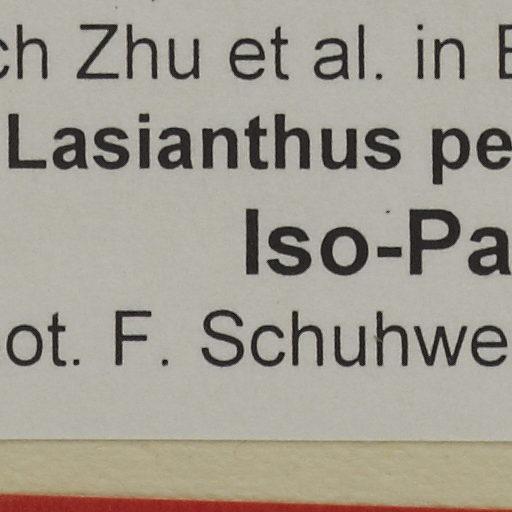 ch Zhu et al. in
Lasianthus pe
Iso-Pa
ot. F. Schuhwe